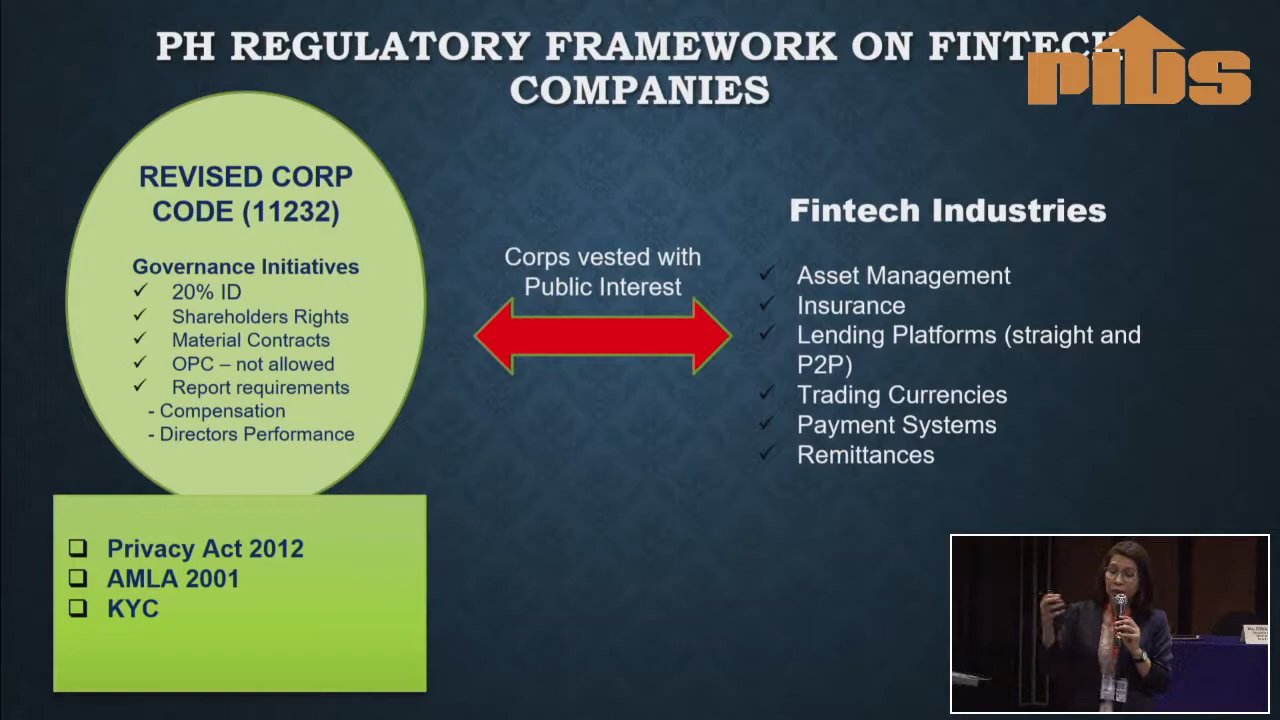 PH REGULATORY FRAMEWORK ON FINTECH
COMPANIES
PIDS
REVISED CORP
CODE (11232)
Governance Initiatives
20% ID
Shareholders Rights
Material Contracts
OPC – not allowed
Report requirements
- Compensation
- Directors Performance
Privacy Act 2012
AMLA 2001
KYC
Corps vested with
Public Interest
Fintech Industries
Asset Management
Insurance
Lending Platforms (straight and
P2P)
Trading Currencies
Payment Systems
Remittances